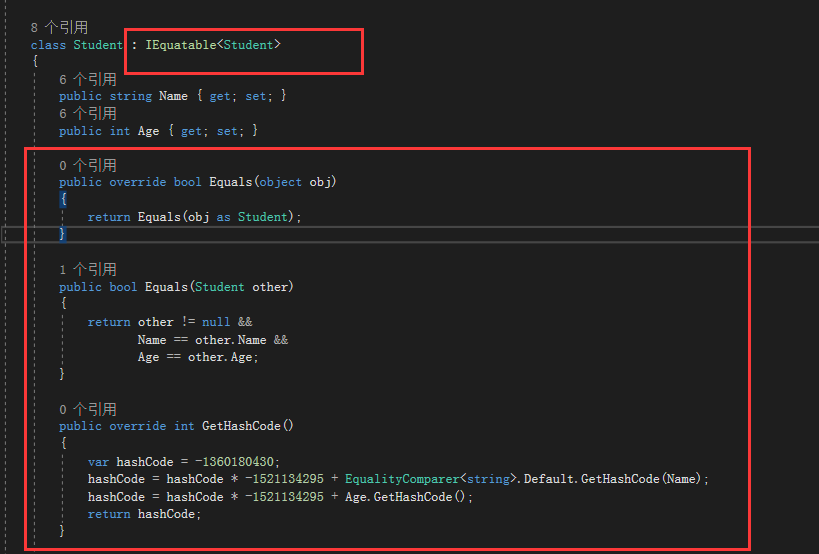 8 个引用
class Student : IEquatable<Student>
{
6 个引用
public string Name { get; set; }
6 个引用
public int Age { get; set; }
0 个引用
public override bool Equals(object obj)
{
return Equals(obj as Student);
}
1 个引用
public bool Equals(Student other)
{
return other != null &&
Name == other.Name &&
Age == other.Age;
}
0 个引用
public override int GetHashCode()
{
var hashCode = -1360180430;
hashCode = hashCode * -1521134295 + EqualityComparer<string>.Default.GetHashCode(Name);
hashCode = hashCode * -1521134295 + Age.GetHashCode();
return hashCode;
}